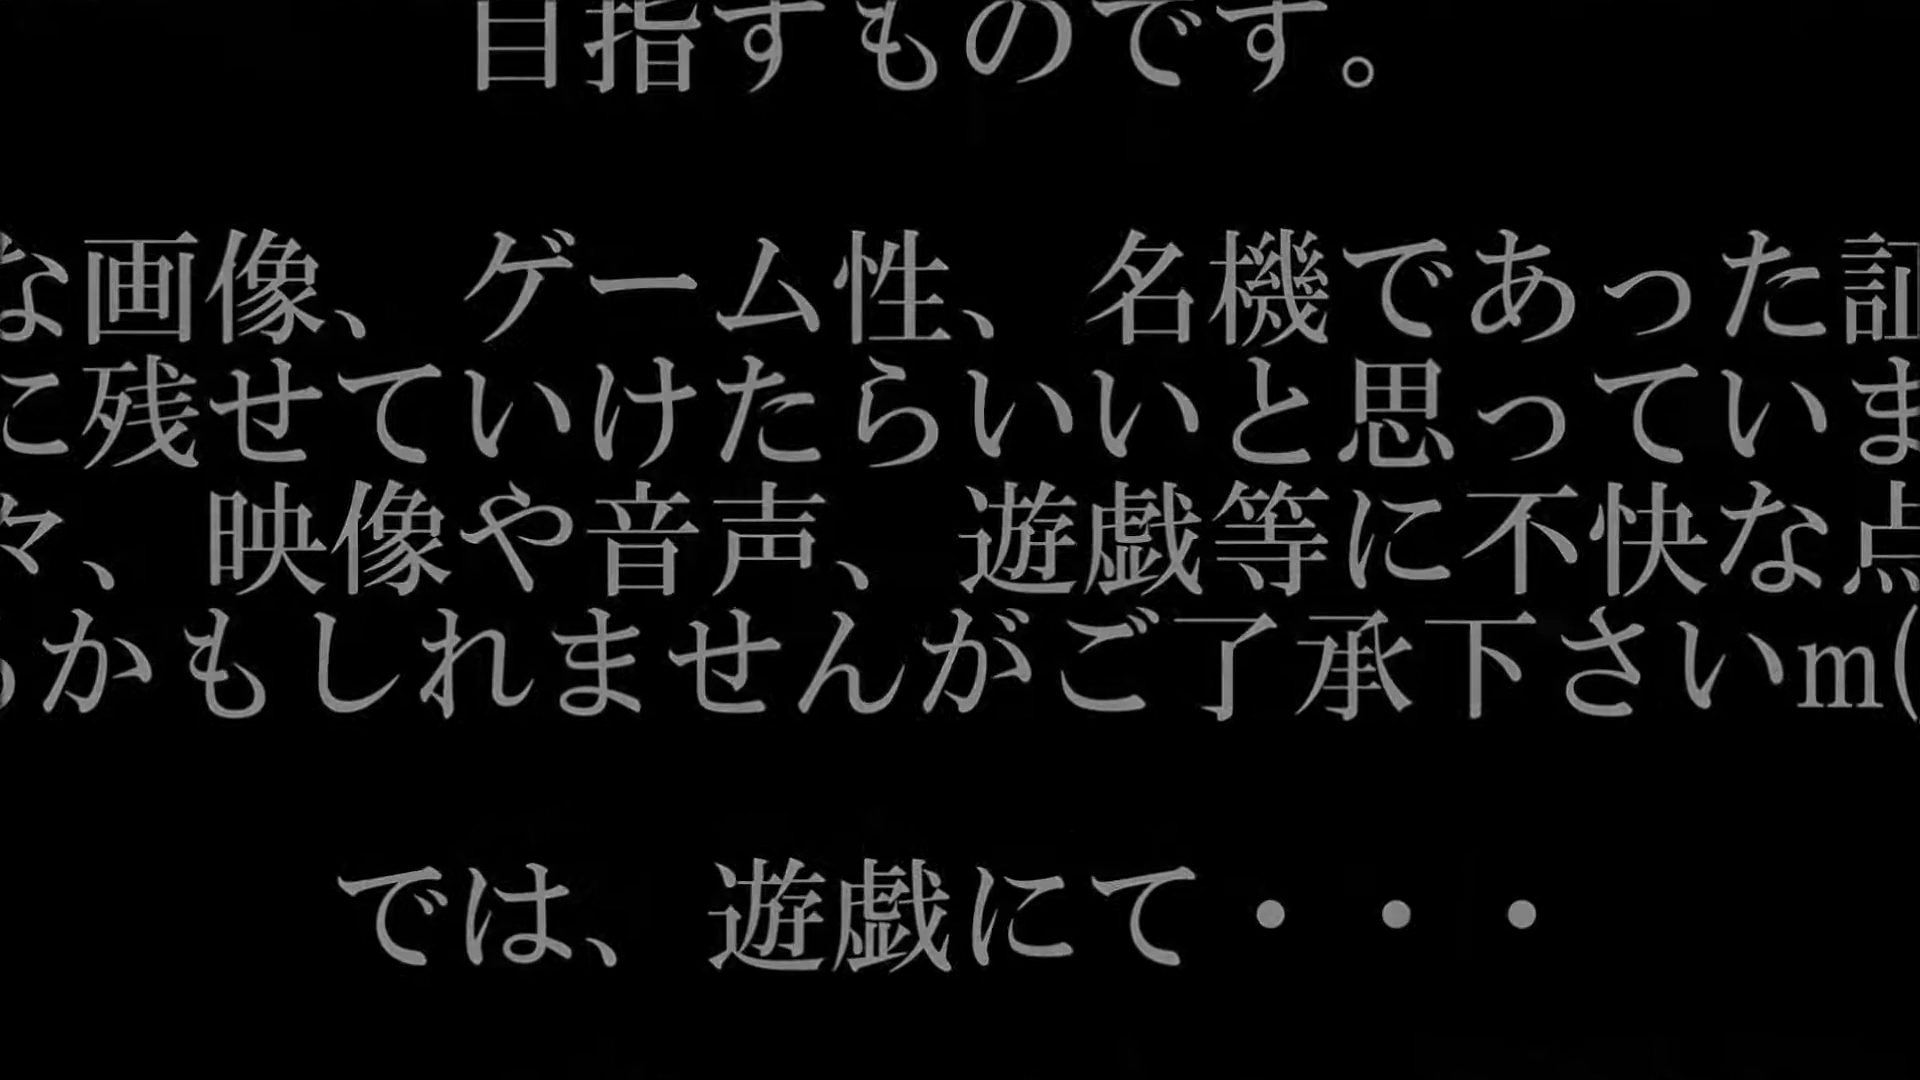 目指すものです。
な画像、ゲーム性、名機であった証
に残せていけたらいいと思っていま
々、映像や音声、遊戯等に不快な点
かもしれませんがご了承下さいm(
では、遊戯にて・・・